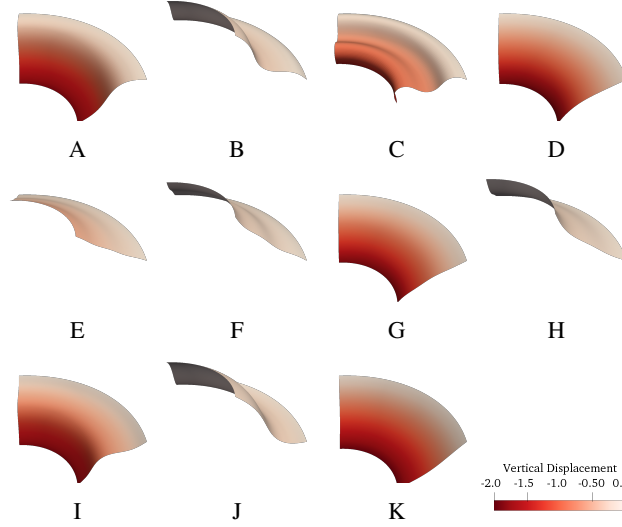 A B C D
E F G H
I J K
Vertical Displacement
-2.0 -1.5 -1.0 -0.50 0.